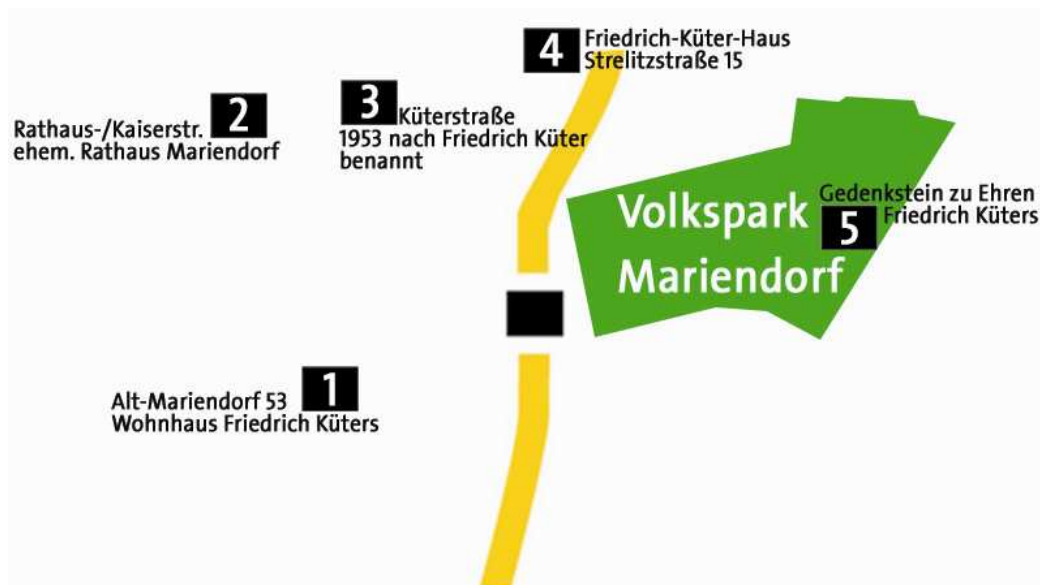 4
Friedrich-Küter-Haus
Strelitzstraße 15
2
Rathaus-/Kaiserstr.
ehem. Rathaus Mariendorf
3
Küterstraße
1953 nach Friedrich Küter
benannt
Volkspark
Mariendorf
Gedenkstein zu Ehren
5
Friedrich Küters
1
Alt-Mariendorf 53
Wohnhaus Friedrich Küters